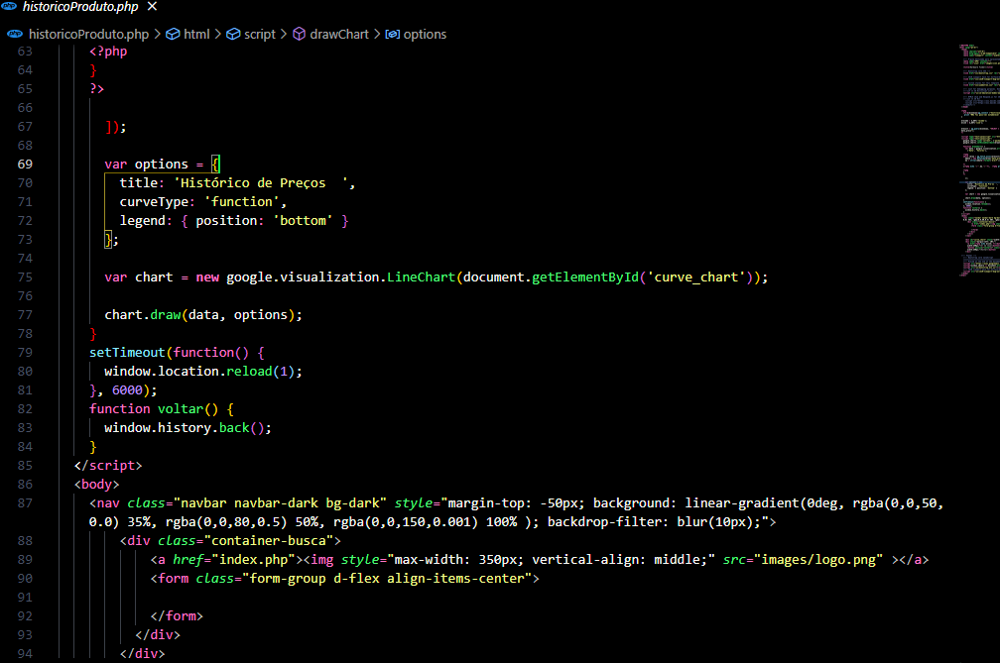 php historicoProduto.php ×
php historicoProduto.php > html > script > drawChart > options
63 <?php
64 }
65 ?>
66
67 ]);
68
69 var options = {
70 title: 'Histórico de Preços  ',
71 curveType: 'function',
72 legend: { position: 'bottom' }
73 };
74
75 var chart = new google.visualization.LineChart(document.getElementById('curve_chart'));
76
77 chart.draw(data, options);
78 }
79 setTimeout(function() {
80 window.location.reload(1);
81 }, 6000);
82 function voltar() {
83 window.history.back();
84 }
85 </script>
86 <body>
87 <nav class="navbar navbar-dark bg-dark" style="margin-top: -50px; background: linear-gradient(0deg, rgba(0,0,50,
0.0) 35%, rgba(0,0,80,0.5) 50%, rgba(0,0,150,0.001) 100% ); backdrop-filter: blur(10px);">
88 <div class="container-busca">
89 <a href="index.php"><img style="max-width: 350px; vertical-align: middle;" src="images/logo.png" ></a>
90 <form class="form-group d-flex align-items-center">
91
92 </form>
93 </div>
94 </div>